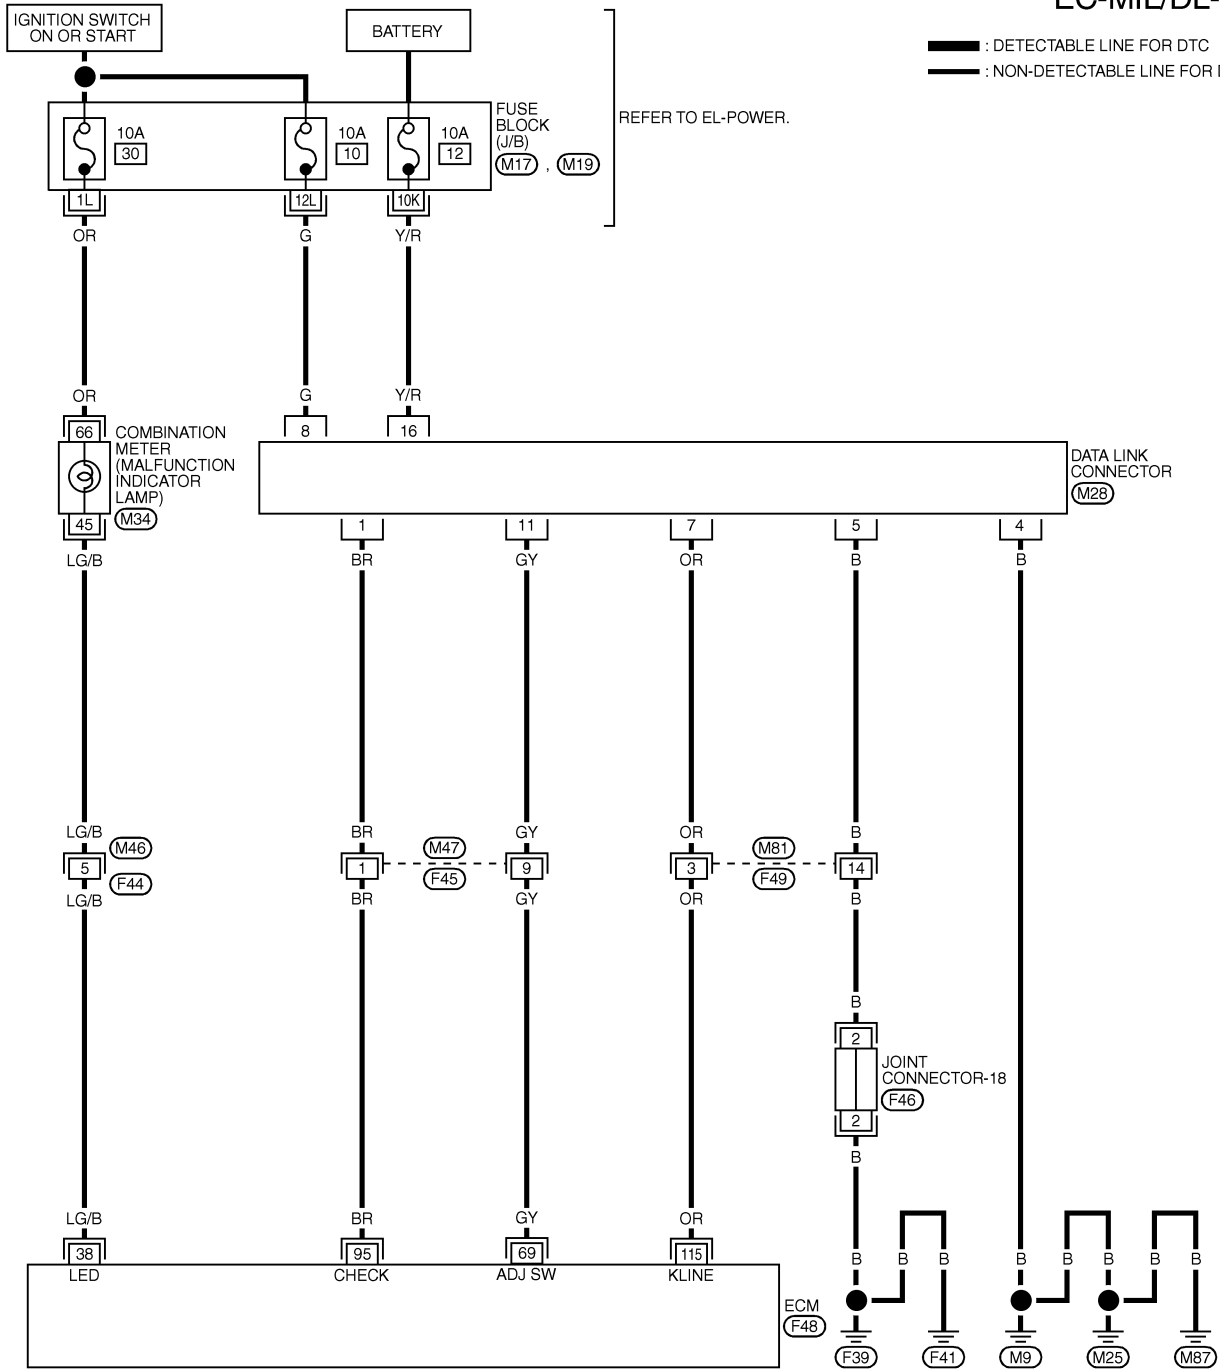 EC-MIL/DL-
IGNITION SWITCH
ON OR START
BATTERY
: DETECTABLE LINE FOR DTC
: NON-DETECTABLE LINE FOR
10A
30
10A
10
10A
12
FUSE
BLOCK
(J/B)
M17 , M19
REFER TO EL-POWER.
1L
12L
10K
OR
G
Y/R
OR
G
Y/R
66
8
16
COMBINATION
METER
(MALFUNCTION
INDICATOR
LAMP)
M34
DATA LINK
CONNECTOR
M28
45
1
11
7
5
4
LG/B
BR
GY
OR
B
B
LG/B
BR
GY
OR
B
M46
M47
M81
5
1
9
3
14
F44
F45
F49
LG/B
BR
GY
OR
B
B
2
JOINT
CONNECTOR-18
F46
2
B
LG/B
BR
GY
OR
38
95
69
115
B
B
B
B
B
B
B
B
LED
CHECK
ADJ SW
KLINE
ECM
F48
F39
F41
M9
M25
M87